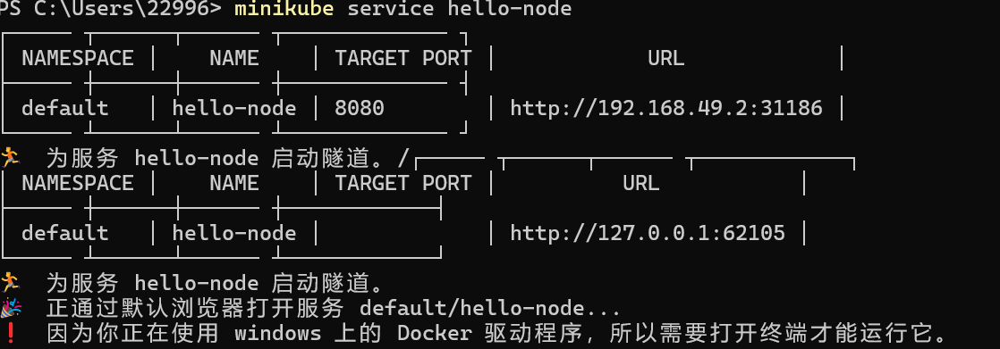 PS C:\Users\22996> minikube service hello-node
NAMESPACE | NAME | TARGET PORT | URL |
default | hello-node | 8080 | http://192.168.49.2:31186 |
🏃 为服务 hello-node 启动隧道。/
| NAMESPACE | NAME | TARGET PORT | URL |
default | hello-node | | http://127.0.0.1:62105 |
🏃 为服务 hello-node 启动隧道。
🎉 正通过默认浏览器打开服务 default/hello-node...
❗ 因为你正在使用 windows 上的 Docker 驱动程序，所以需要打开终端才能运行它。